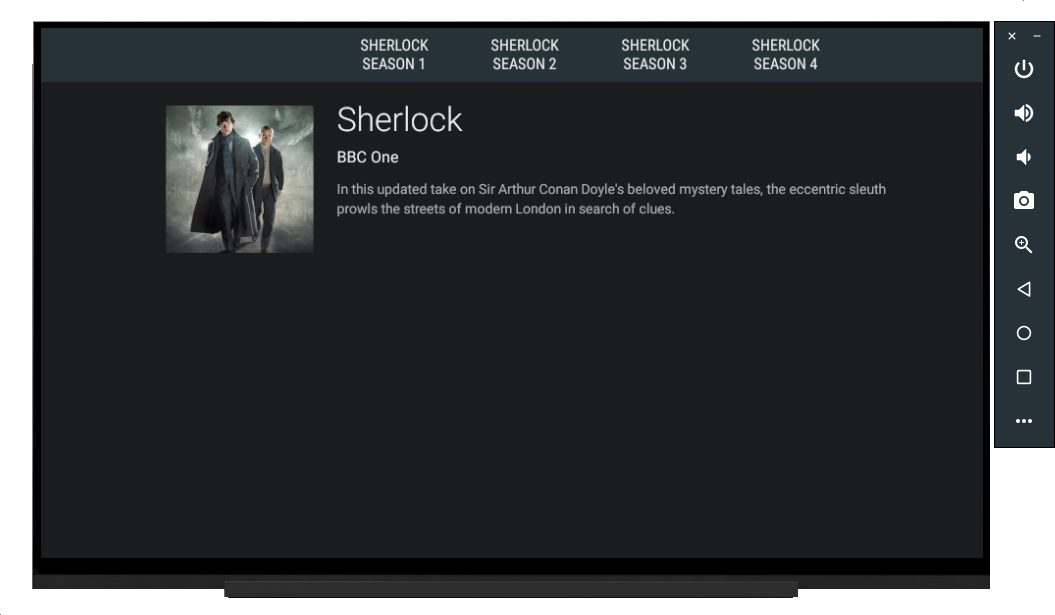 SHERLOCK
SEASON 1
SHERLOCK
SEASON 2
SHERLOCK
SEASON 3
SHERLOCK
SEASON 4
Sherlock
BBC One
In this updated take on Sir Arthur Conan Doyle's beloved mystery tales, the eccentric sleuth
prowls the streets of modern London in search of clues.